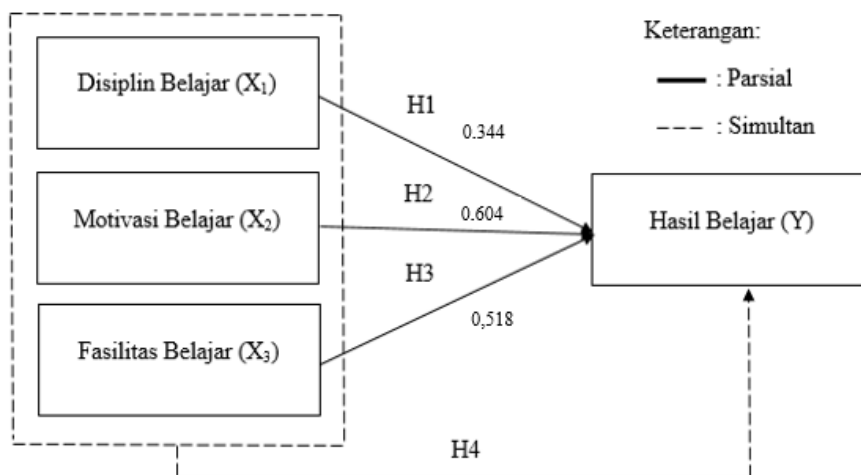 Disiplin Belajar (X₁)
Motivasi Belajar (X₂)
Fasilitas Belajar (X₃)
H1
0.344
H2
0.604
H3
0,518
H4
Hasil Belajar (Y)
Keterangan:
: Parsial
: Simultan